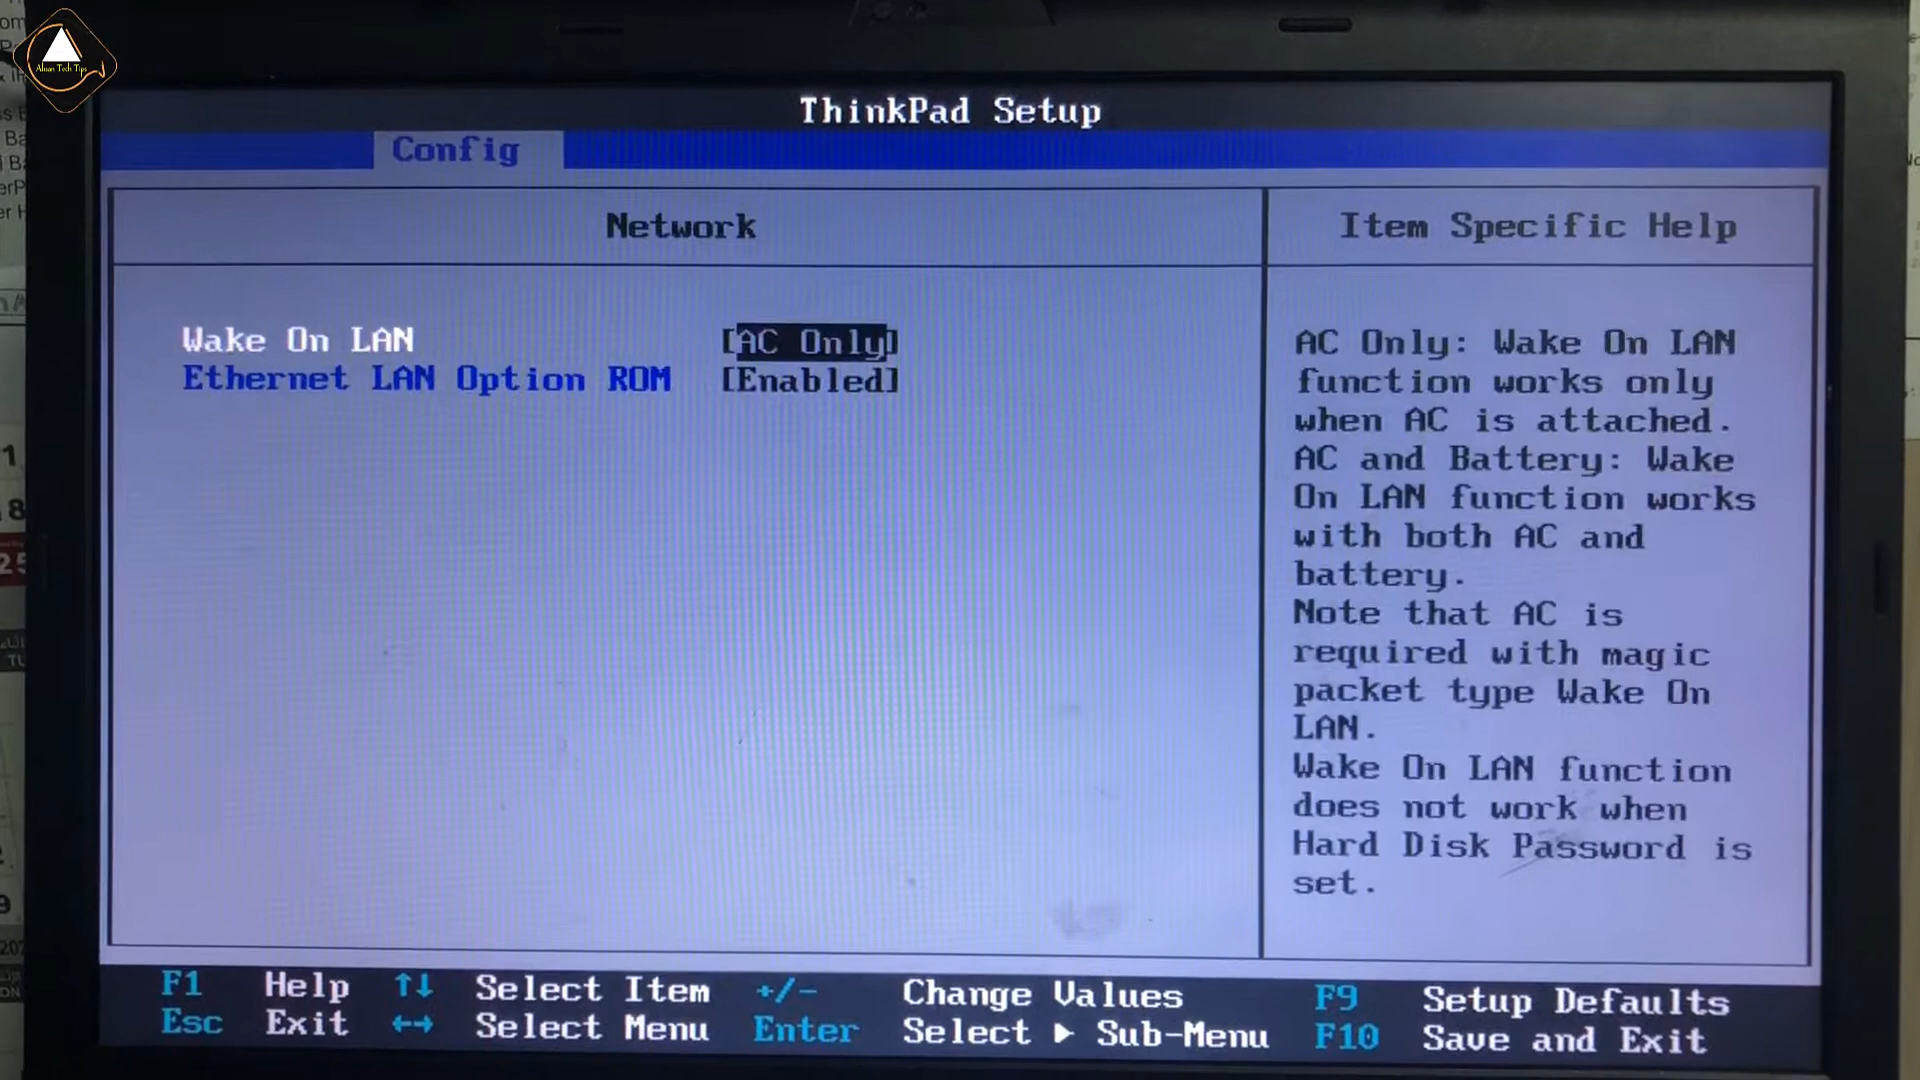 Alnan Tech Tips
ThinkPad Setup
Config
Network
Item Specific Help
Wake On LAN [AC Only]
Ethernet LAN Option ROM [Enabled]
AC Only: Wake On LAN
function works only
when AC is attached.
AC and Battery: Wake
On LAN function works
with both AC and
battery.
Note that AC is
required with magic
packet type Wake On
LAN.
Wake On LAN function
does not work when
Hard Disk Password is
set.
F1 Help ↑↓ Select Item +/- Change Values F9 Setup Defaults
Esc Exit ←→ Select Menu Enter Select ▶ Sub-Menu F10 Save and Exit